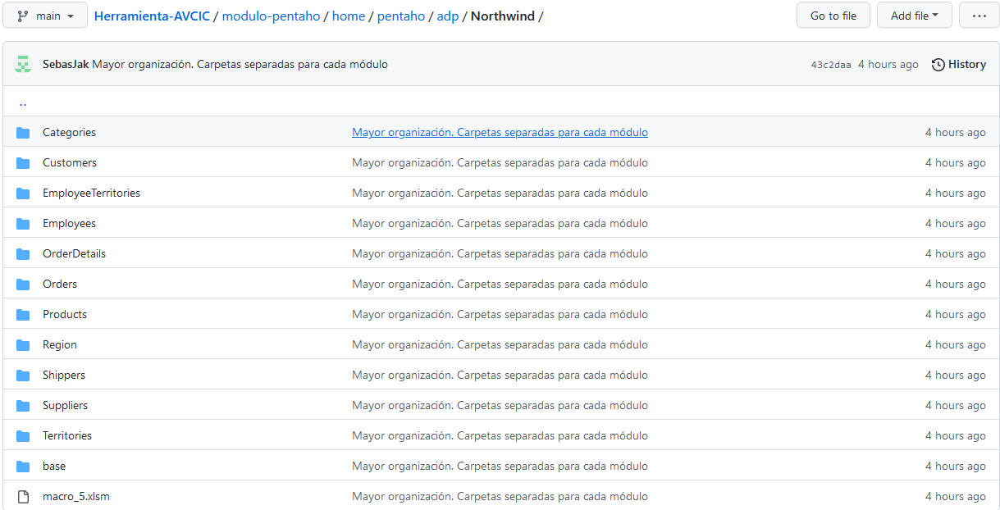 main Herramienta-AVCIC / modulo-pentaho / home / pentaho / adp / Northwind / Go to file Add file ...
SebasJak Mayor organización. Carpetas separadas para cada módulo 43c2daa 4 hours ago History
..
Categories Mayor organización. Carpetas separadas para cada módulo 4 hours ago
Customers Mayor organización. Carpetas separadas para cada módulo 4 hours ago
EmployeeTerritories Mayor organización. Carpetas separadas para cada módulo 4 hours ago
Employees Mayor organización. Carpetas separadas para cada módulo 4 hours ago
OrderDetails Mayor organización. Carpetas separadas para cada módulo 4 hours ago
Orders Mayor organización. Carpetas separadas para cada módulo 4 hours ago
Products Mayor organización. Carpetas separadas para cada módulo 4 hours ago
Region Mayor organización. Carpetas separadas para cada módulo 4 hours ago
Shippers Mayor organización. Carpetas separadas para cada módulo 4 hours ago
Suppliers Mayor organización. Carpetas separadas para cada módulo 4 hours ago
Territories Mayor organización. Carpetas separadas para cada módulo 4 hours ago
base Mayor organización. Carpetas separadas para cada módulo 4 hours ago
macro_5.xlsm Mayor organización. Carpetas separadas para cada módulo 4 hours ago